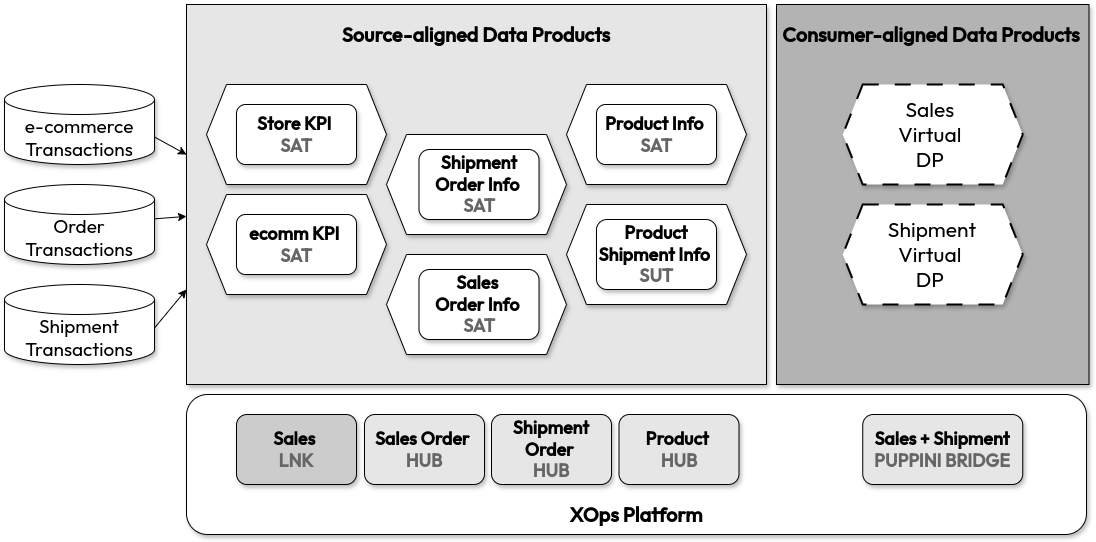 Source-aligned Data Products
Consumer-aligned Data Products
e-commerce
Transactions
Order
Transactions
Shipment
Transactions
Store KPI
SAT
ecomm KPI
SAT
Shipment
Order Info
SAT
Sales
Order Info
SAT
Product Info
SAT
Product
Shipment Info
SUT
Sales
Virtual
DP
Shipment
Virtual
DP
Sales
LNK
Sales Order
HUB
Shipment
Order
HUB
Product
HUB
Sales + Shipment
PUPPINI BRIDGE
XOps Platform